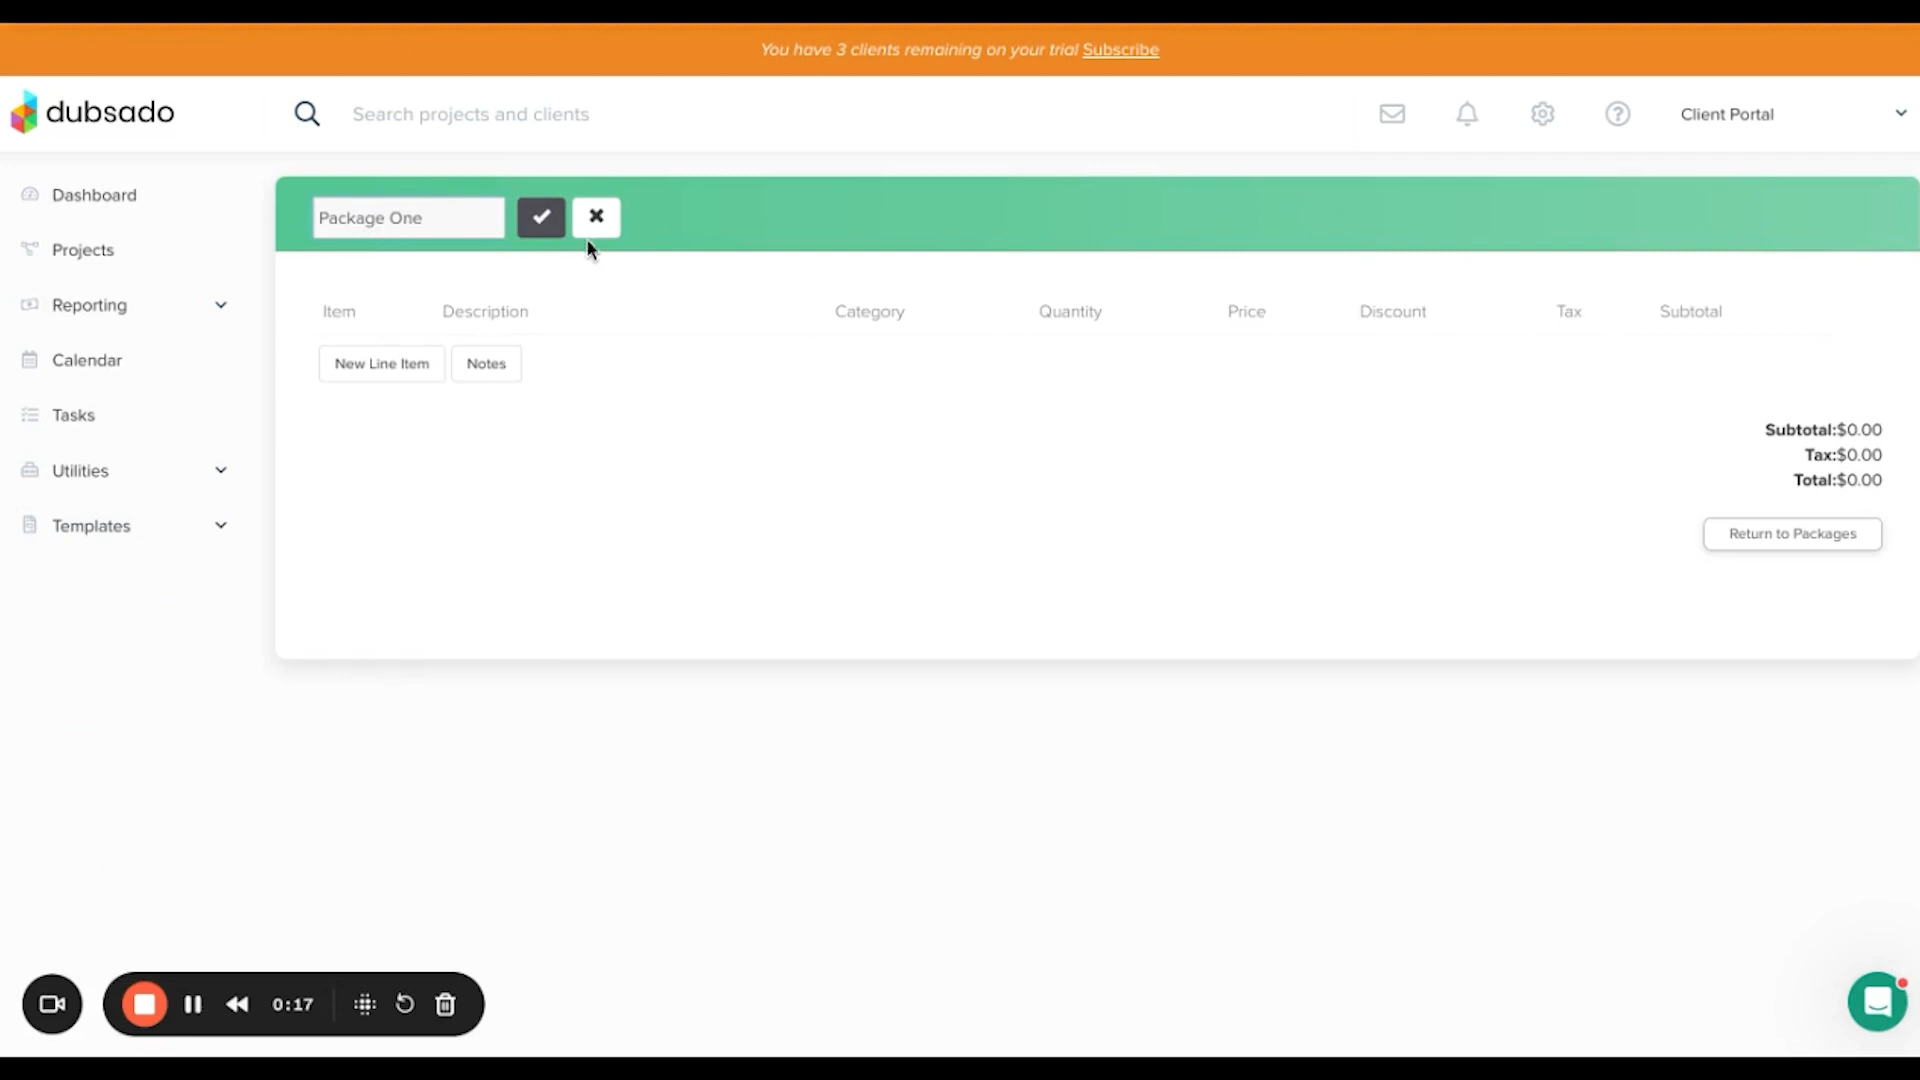 You have 3 clients remaining on your trial Subscribe
dubsado
Search projects and clients
Client Portal
Dashboard
Projects
Reporting
Calendar
Tasks
Utilities
Templates
Package One
Item Description Category Quantity Price Discount Tax Subtotal
New Line Item Notes
Subtotal:$0.00
Tax:$0.00
Total:$0.00
Return to Packages
0:17